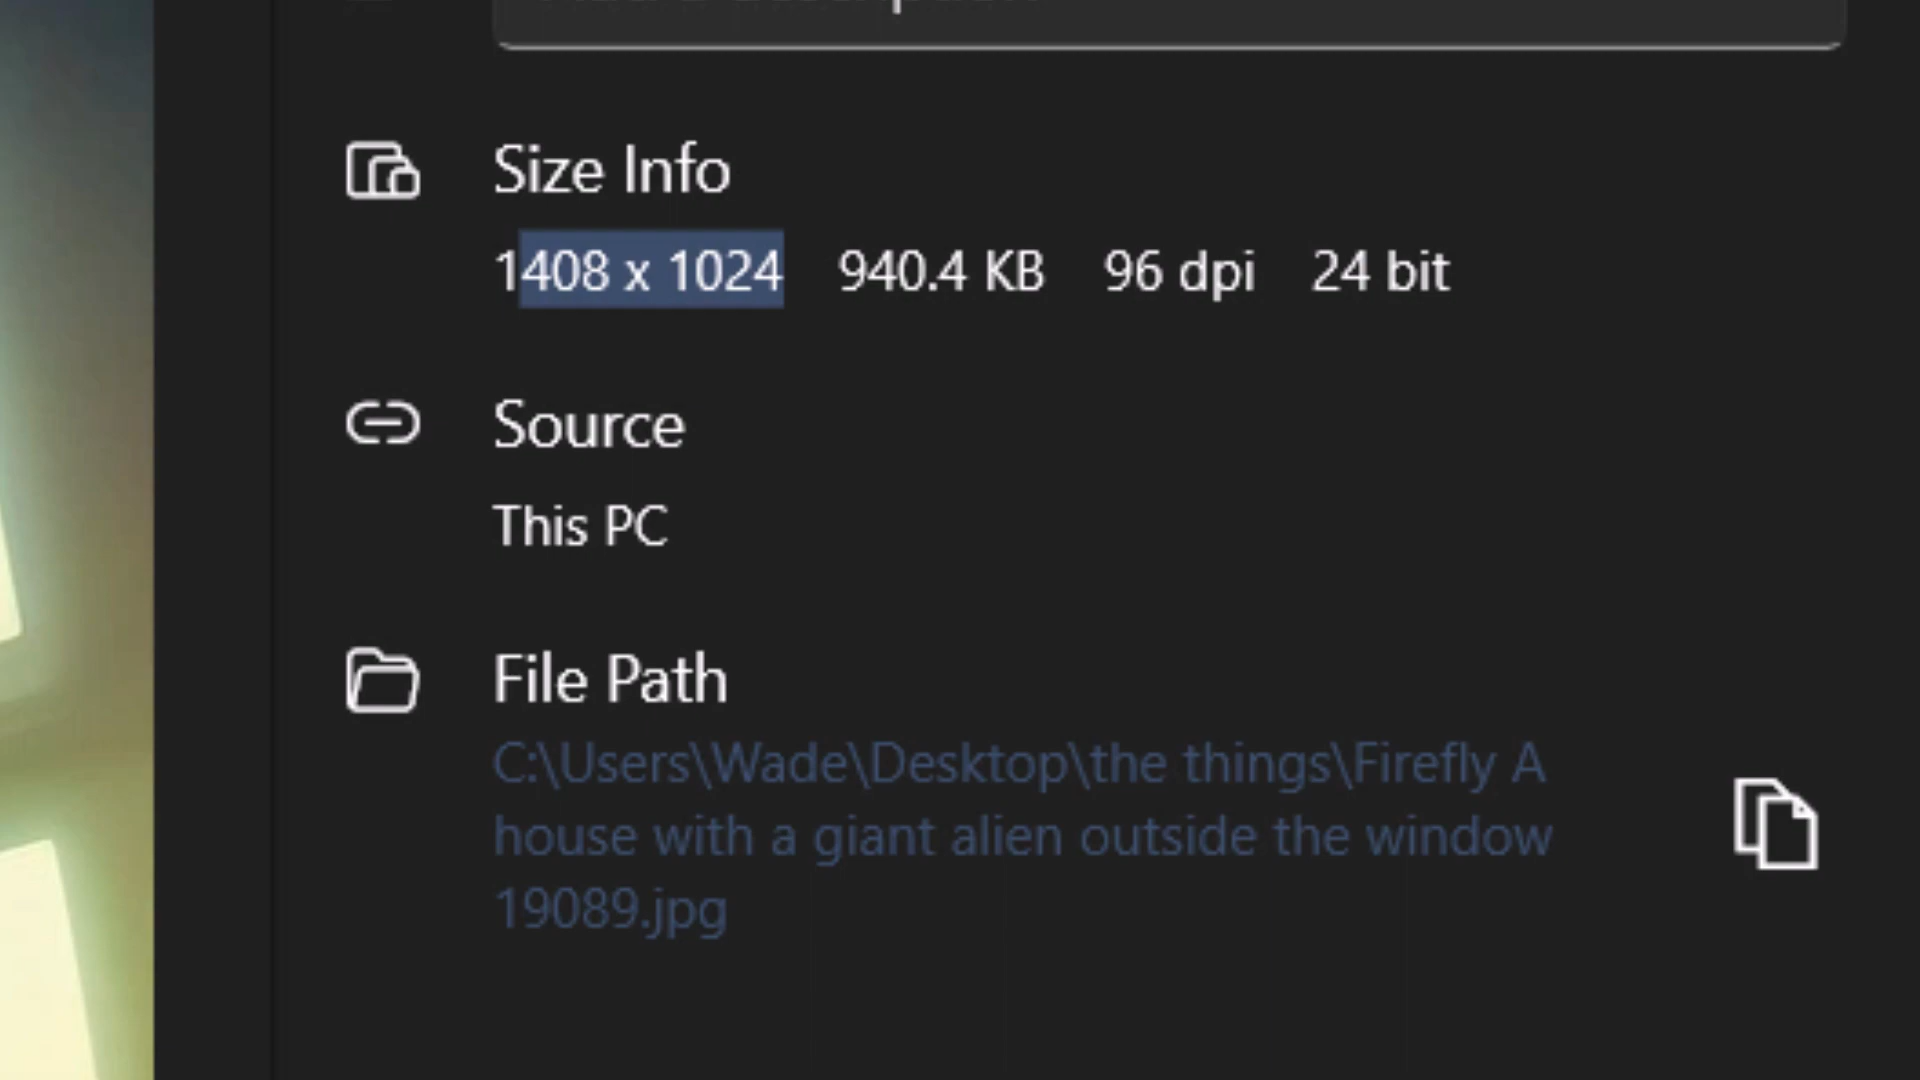 Size Info
1408 x 1024 940.4 KB 96 dpi 24 bit
Source
This PC
File Path
C:\Users\Wade\Desktop\the things\Firefly A
house with a giant alien outside the window
19089.jpg